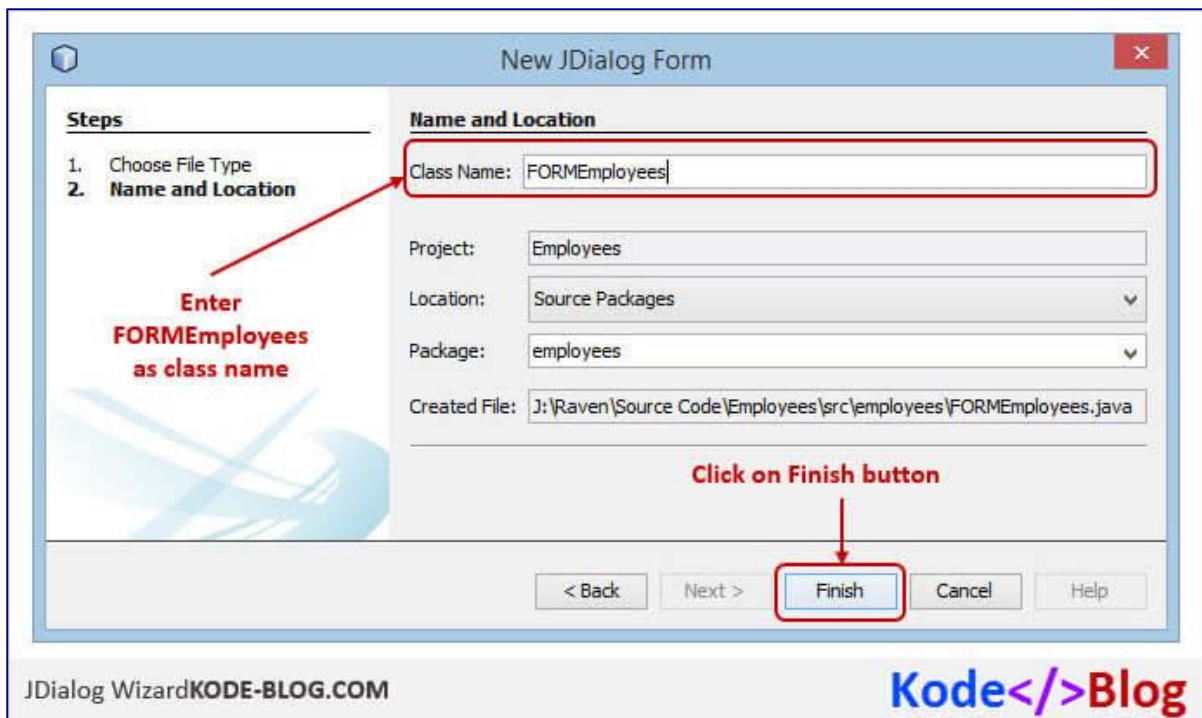 New JDialog Form
Steps
1. Choose File Type
2. Name and Location
Enter
FORMEmployees
as class name
Name and Location
Class Name: FORMEmployees
Project: Employees
Location: Source Packages
Package: employees
Created File: J:\Raven\Source Code\Employees\src\employees\FORMEmployees.java
Click on Finish button
< Back Next > Finish Cancel Help
JDialog WizardKODE-BLOG.COM
Kode</>Blog